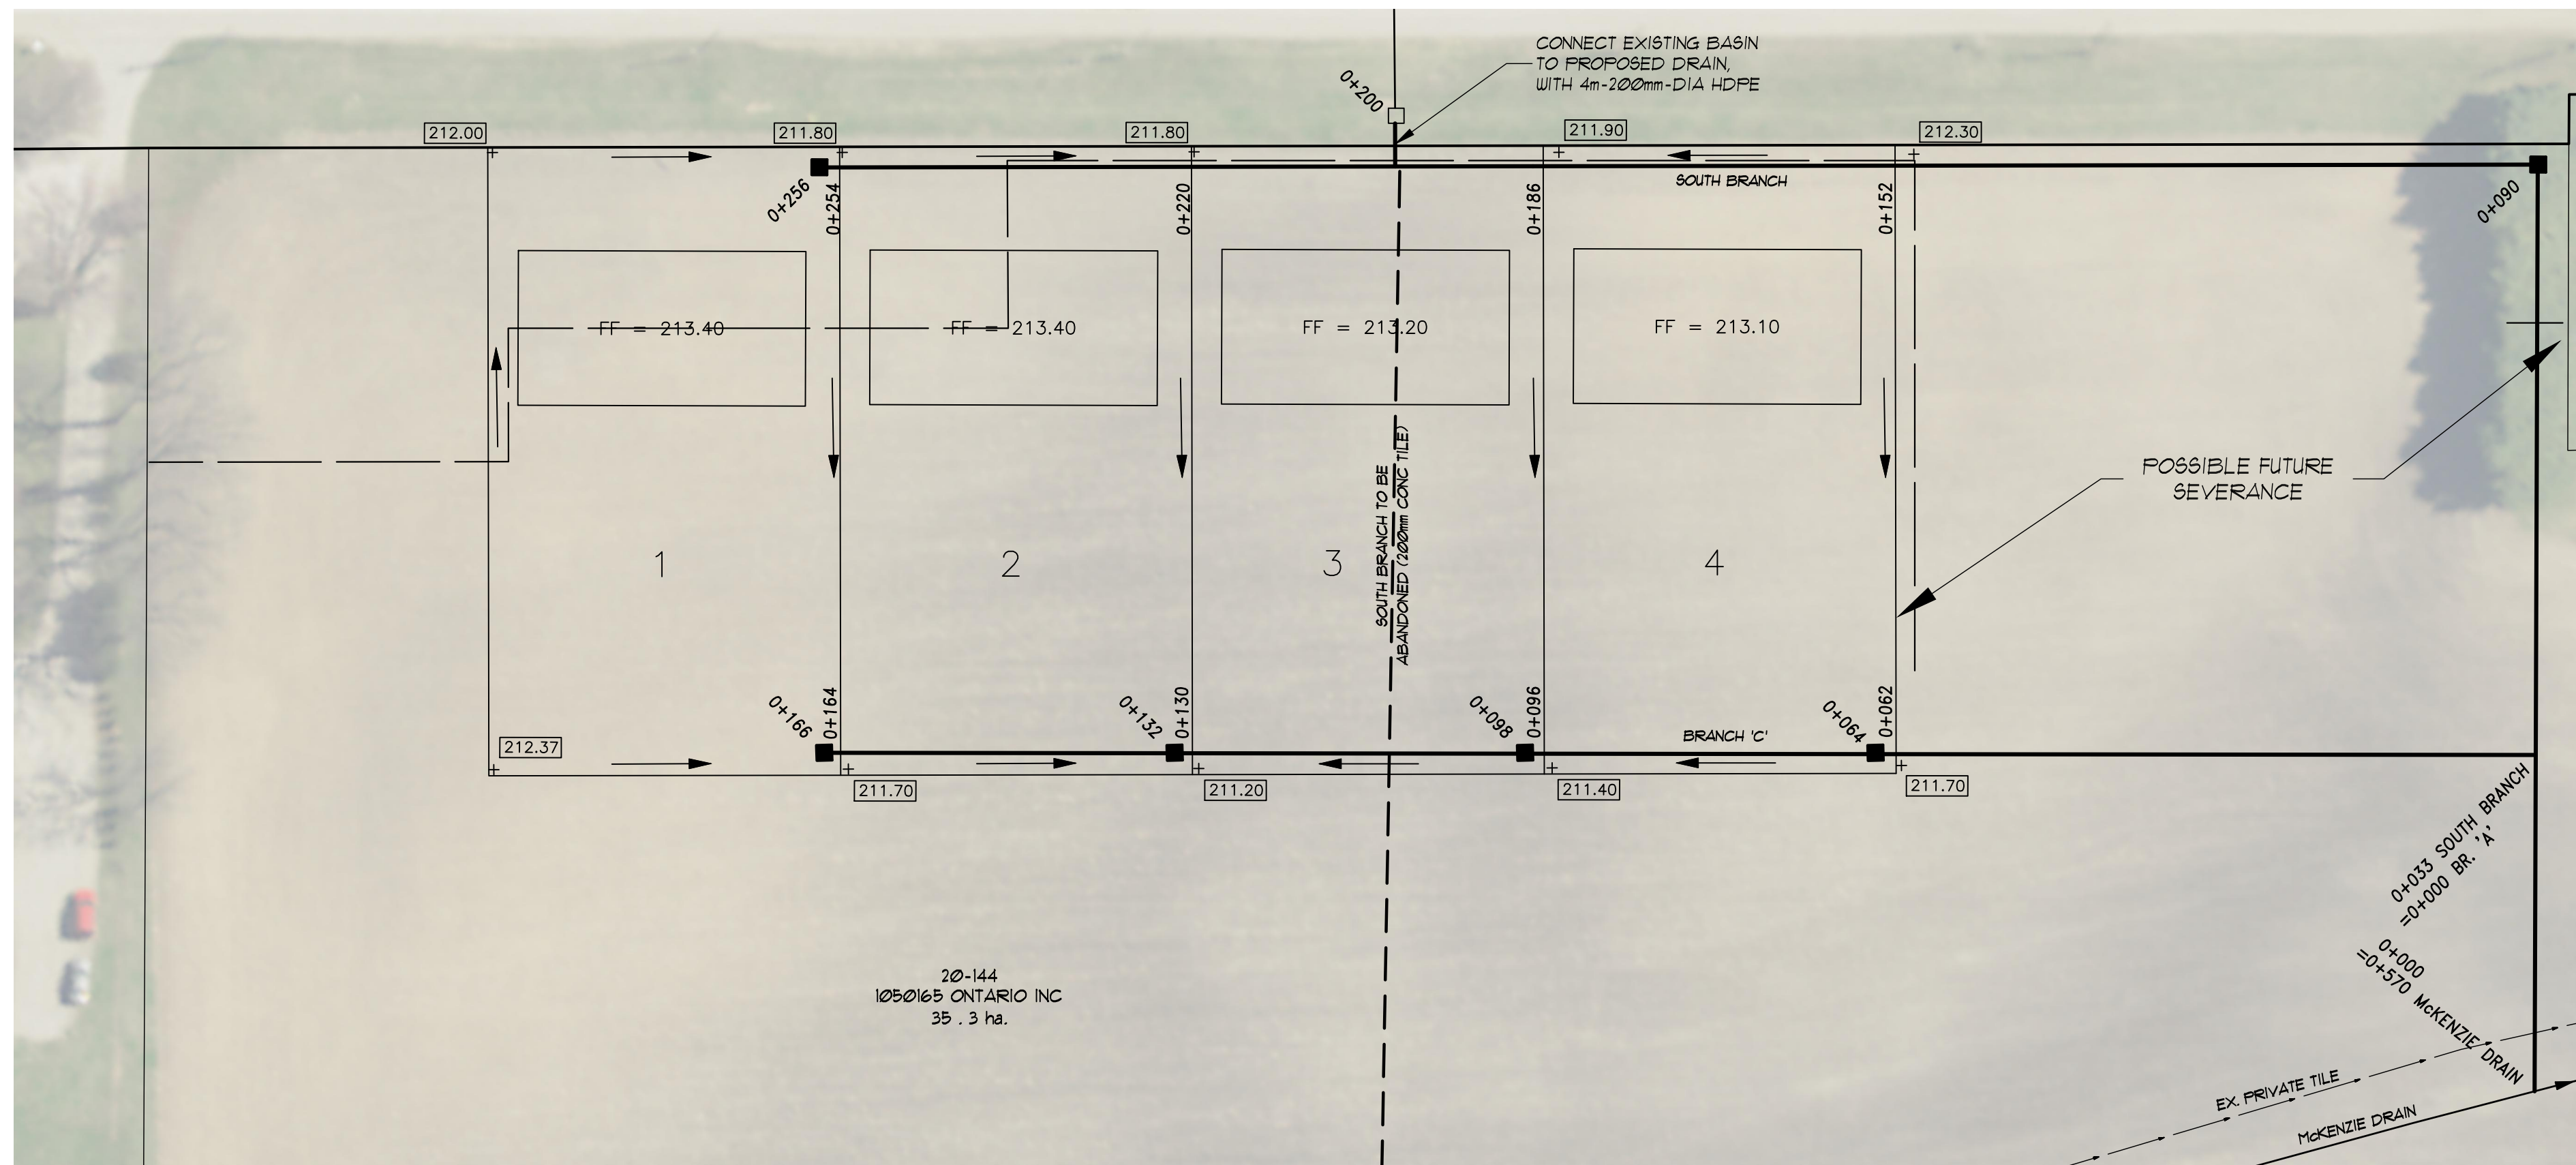 CONNECT EXISTING BASIN
TO PROPOSED DRAIN,
WITH 4m-200mm-DIA HDPE
0+200
212.00
211.80
211.80
211.90
212.30
SOUTH BRANCH
0+256
0+254
0+220
0+186
0+152
0+090
FF = 213.40
FF = 213.40
FF = 213.20
FF = 213.10
POSSIBLE FUTURE
SEVERANCE
SOUTH BRANCH TO BE
ABANDONED (200mm CONC TILE)
1
2
3
4
0+166
0+164
0+132
0+130
0+098
0+096
0+064
0+062
BRANCH 'C'
212.37
211.70
211.20
211.40
211.70
0+033 SOUTH BRANCH
=0+000 BR. 'A'
0+000
=0+570 McKENZIE DRAIN
20-144
1050165 ONTARIO INC
35 . 3 ha.
EX. PRIVATE TILE
McKENZIE DRAIN